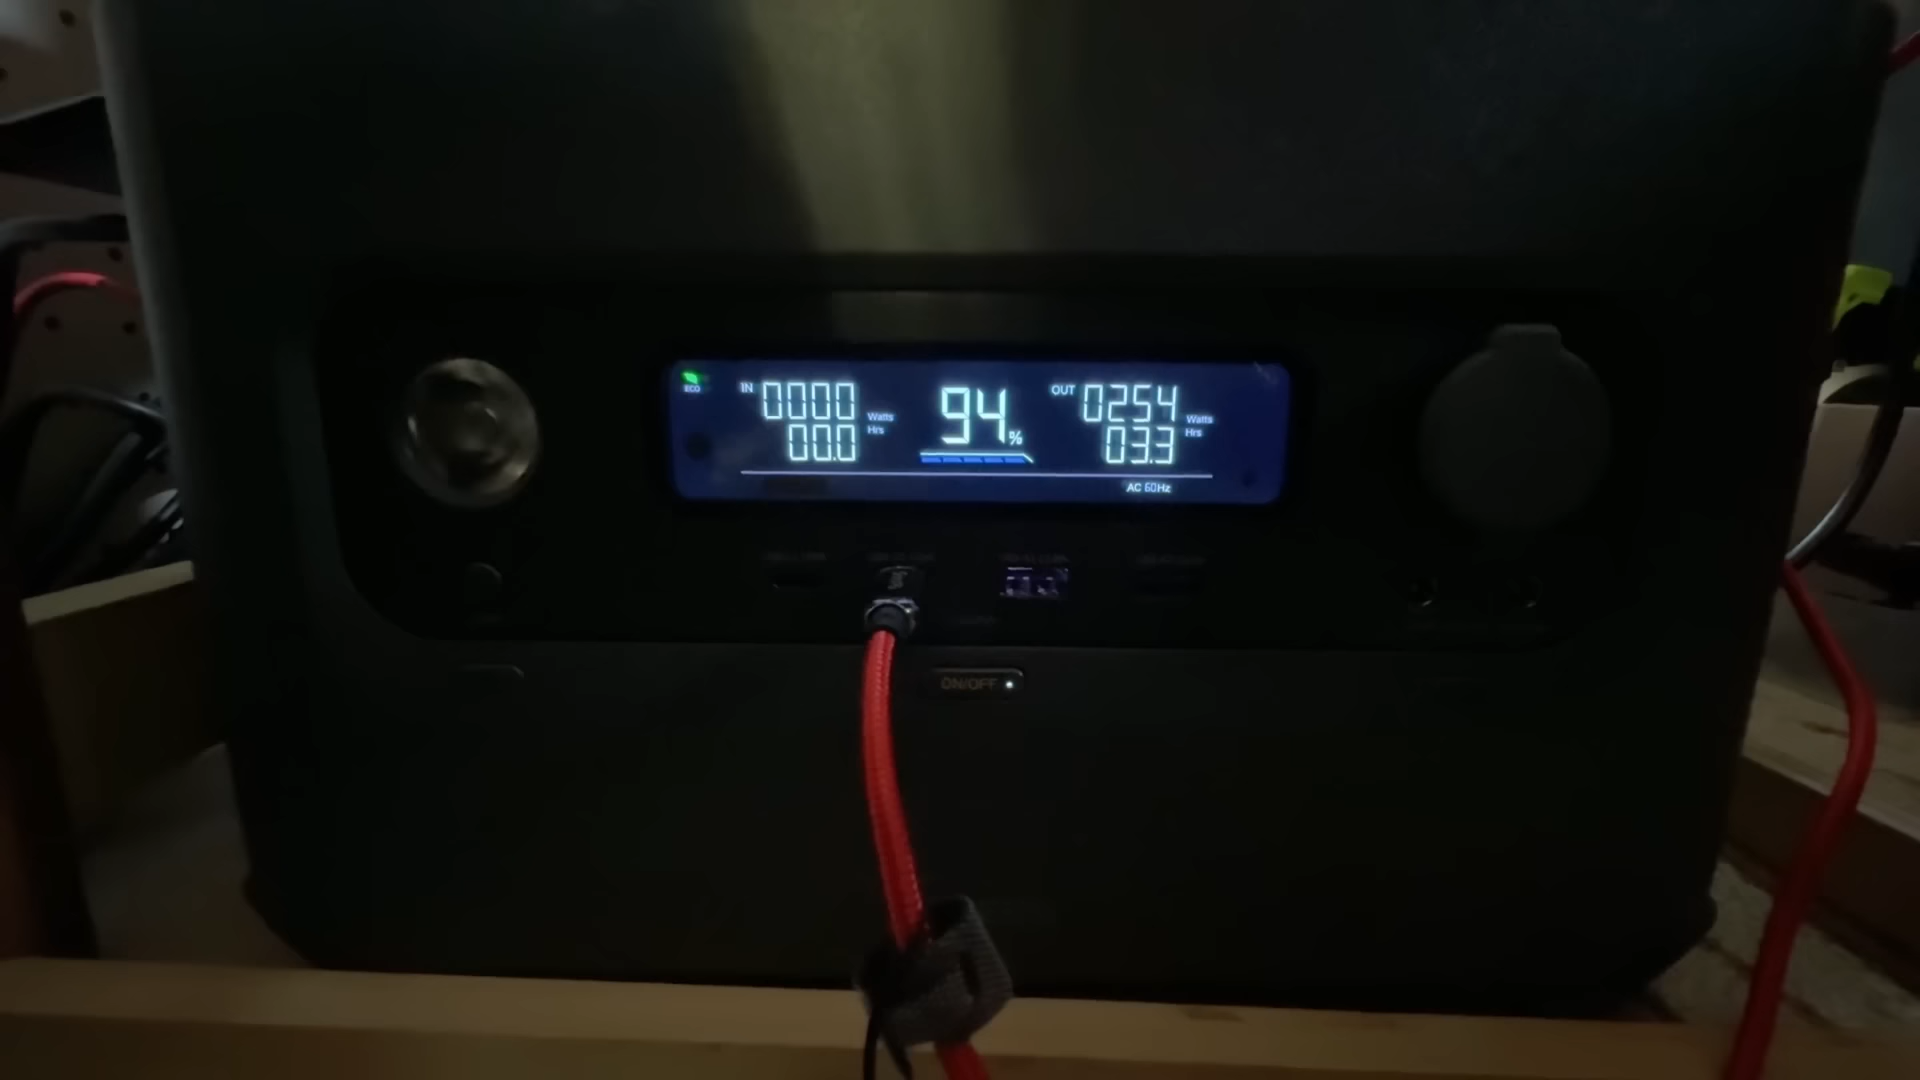 ECO
IN 0000 Watts
00.0 Hrs
94%
OUT 0254 Watts
03.3 Hrs
AC 60Hz
ON/OFF